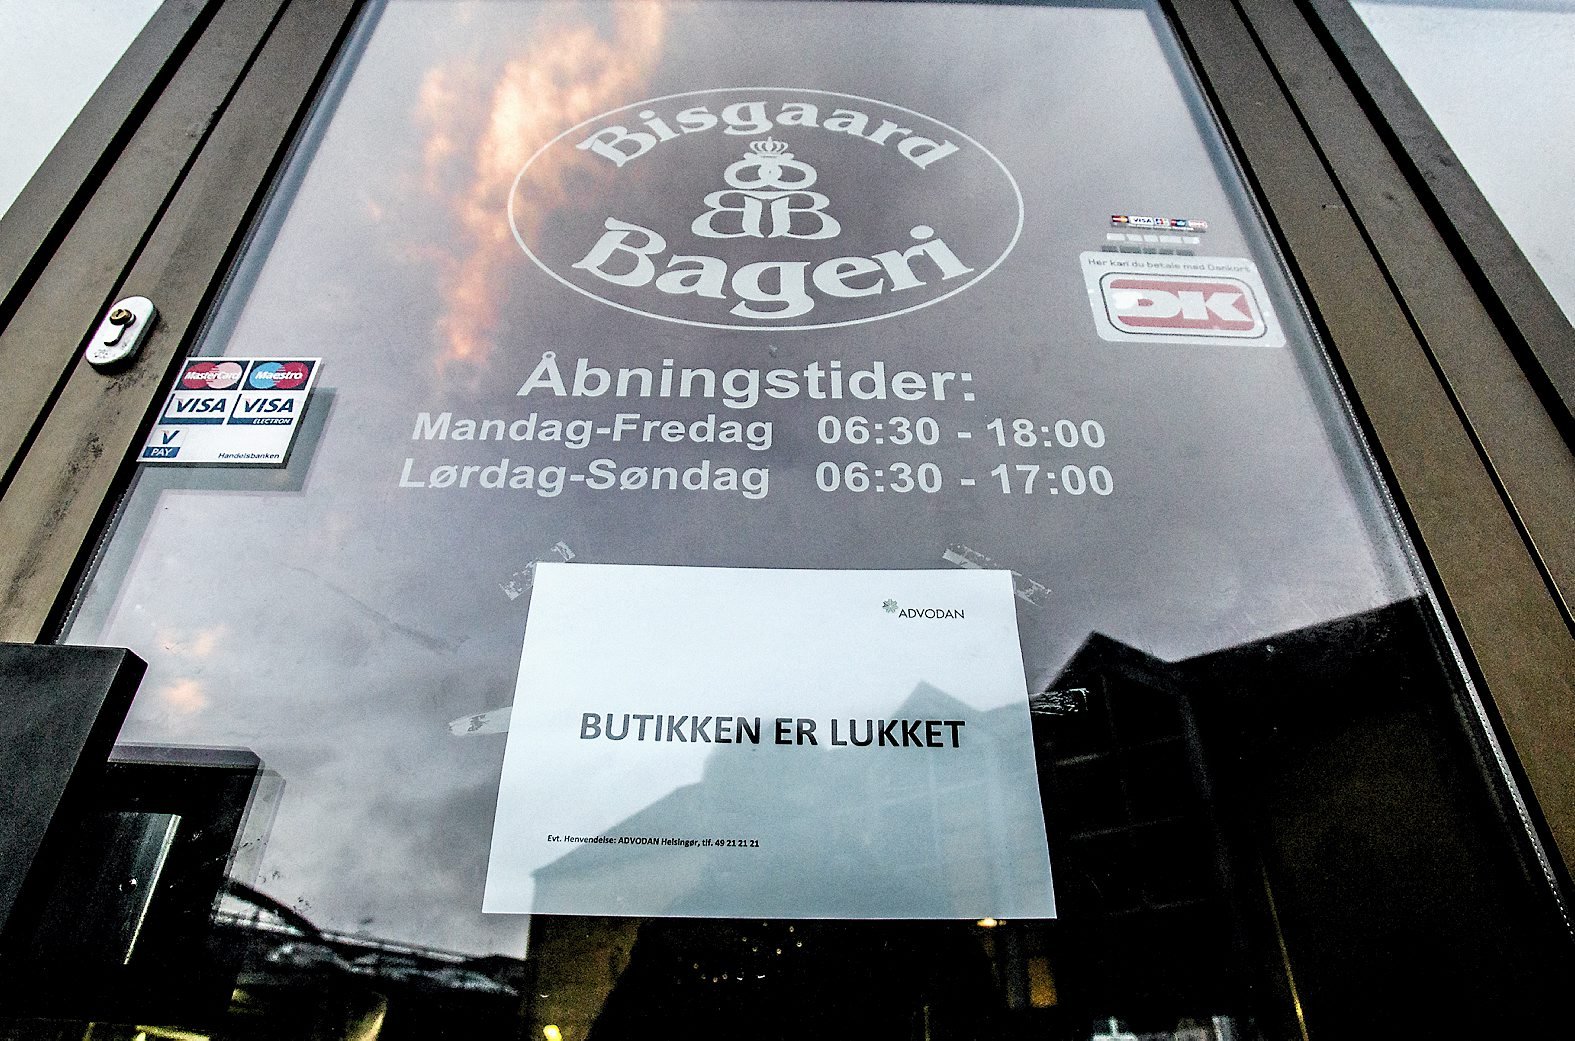 Bisgaard
BB
Bageri
VISA
Her kan du betale med Dankort
DK
Åbningstider:
Mandag-Fredag 06:30 - 18:00
Lørdag-Søndag 06:30 - 17:00
MasterCard Maestro
VISA VISA
ELECTRON
V
PAY
Handelsbanken
ADVODAN
BUTIKKEN ER LUKKET
Evt. Henvendelse: ADVODAN Helsingør, tlf. 49 21 21 21